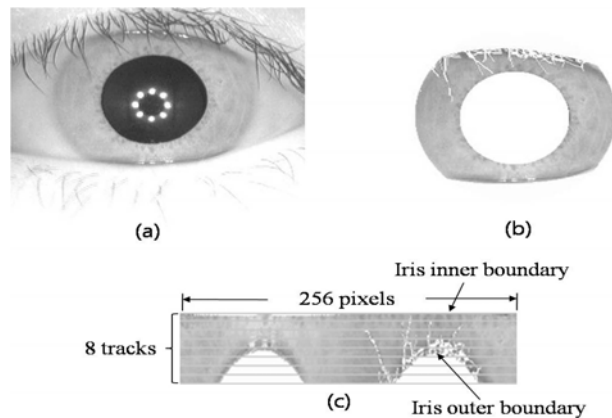 (a)
(b)
Iris inner boundary
256 pixels
8 tracks
(c)
Iris outer boundary